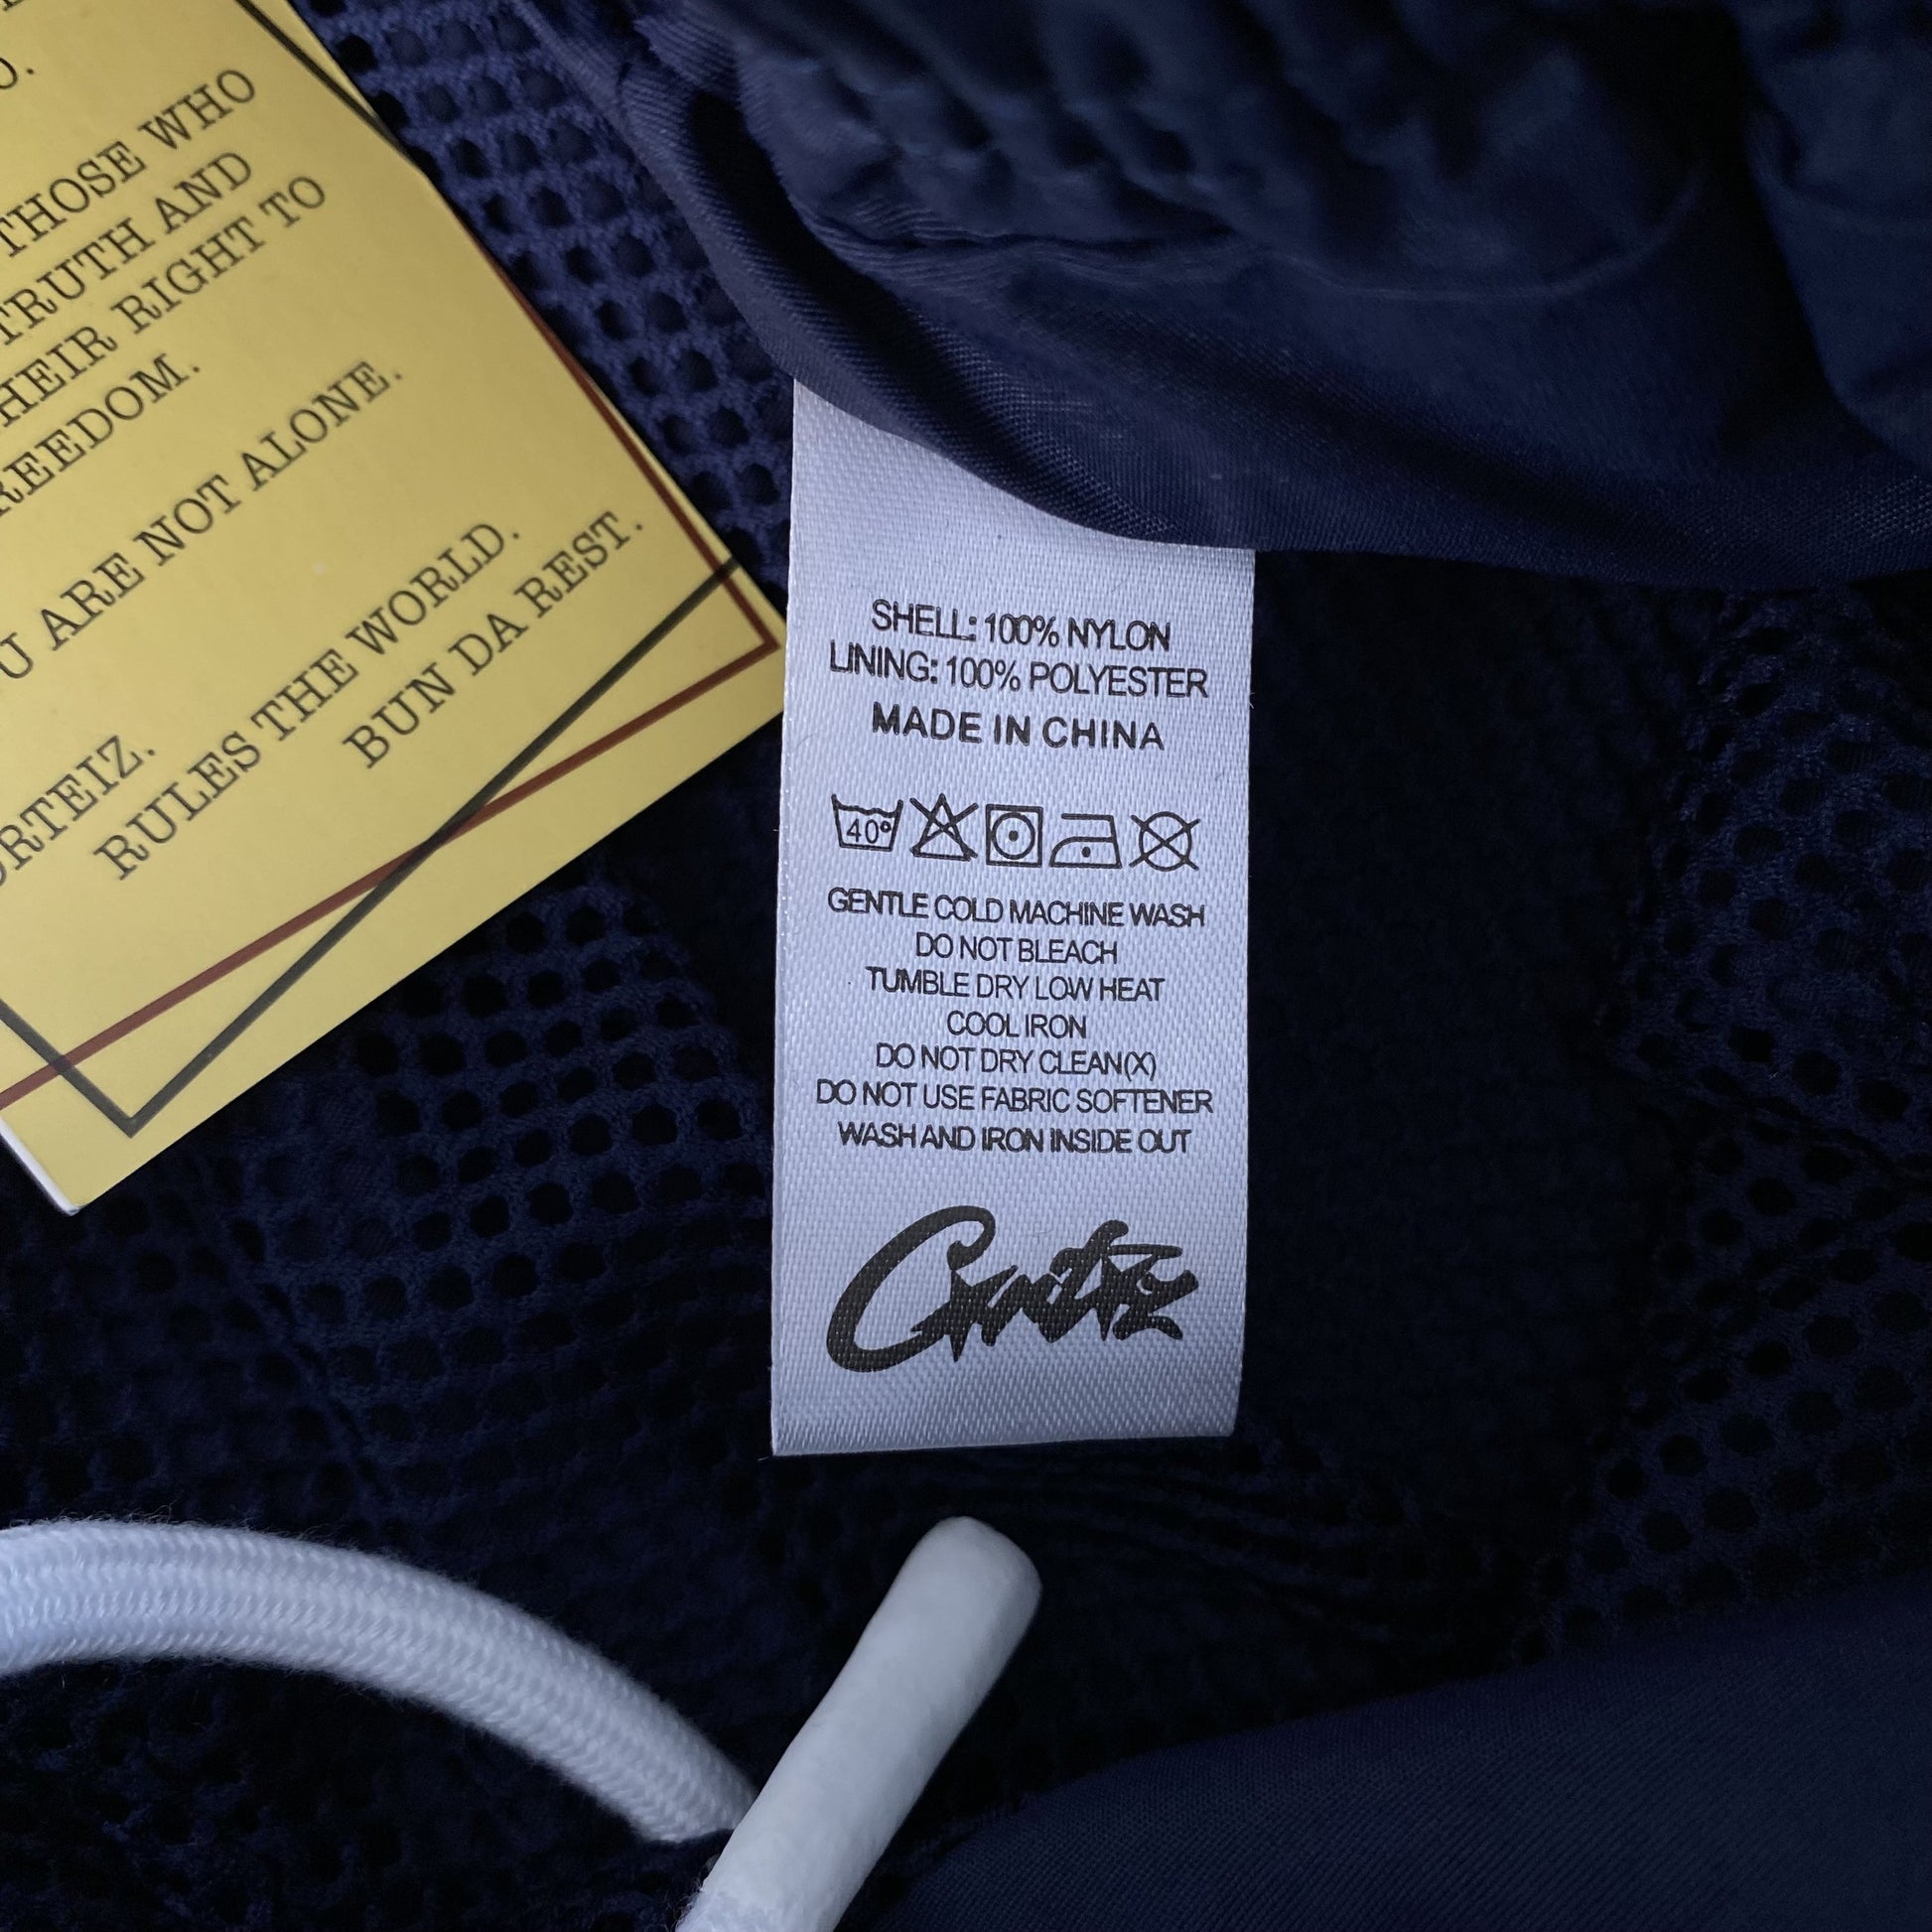 O.
THOSE WHO
TRUTH AND
HEIR RIGHT TO
REEDOM.
U ARE NOT ALONE.
ORTEIZ.
RULES THE WORLD.
BUN DA REST.
SHELL: 100% NYLON
LINING: 100% POLYESTER
MADE IN CHINA
40°
GENTLE COLD MACHINE WASH
DO NOT BLEACH
TUMBLE DRY LOW HEAT
COOL IRON
DO NOT DRY CLEAN(X)
DO NOT USE FABRIC SOFTENER
WASH AND IRON INSIDE OUT
Crtz